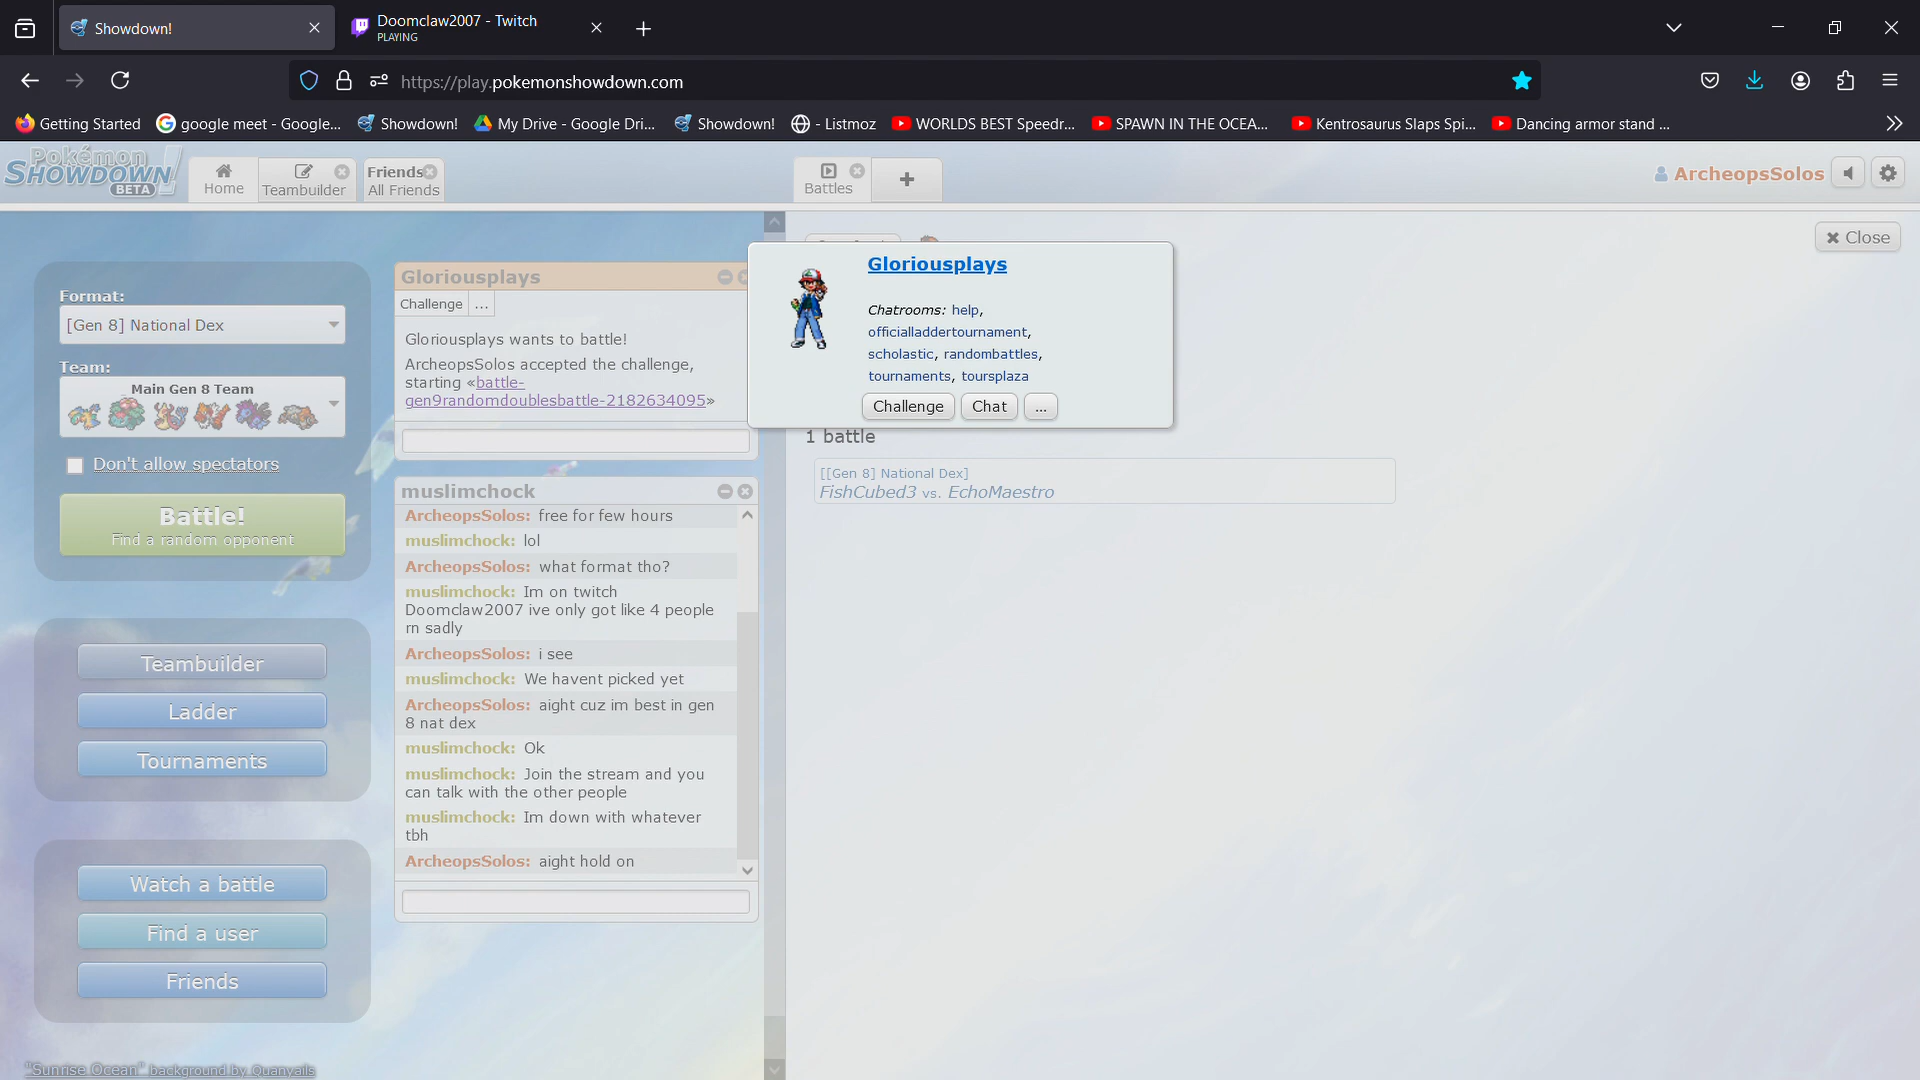 Showdown!
Doomclaw2007 - Twitch
PLAYING
https://play.pokemonshowdown.com
Getting Started
google meet - Google...
Showdown!
My Drive - Google Dri...
Showdown!
- Listmoz
WORLDS BEST Speedr...
SPAWN IN THE OCEA...
Kentrosaurus Slaps Spi...
Dancing armor stand ...
Pokémon
SHOWDOWN!
BETA
Home
Teambuilder
Friends
All Friends
Battles
ArcheopsSolos
Close
Format:
[Gen 8] National Dex
Team:
Main Gen 8 Team
Don't allow spectators
Battle!
Find a random opponent
Teambuilder
Ladder
Tournaments
Watch a battle
Find a user
Friends
"Sunrise Ocean" background by Quanyails
Gloriousplays
Challenge
...
Gloriousplays wants to battle!
ArcheopsSolos accepted the challenge,
starting «battle-
gen9randomdoublesbattle-2182634095»
muslimchock
ArcheopsSolos: free for few hours
muslimchock: lol
ArcheopsSolos: what format tho?
muslimchock: Im on twitch
Doomclaw2007 ive only got like 4 people
rn sadly
ArcheopsSolos: i see
muslimchock: We havent picked yet
ArcheopsSolos: aight cuz im best in gen
8 nat dex
muslimchock: Ok
muslimchock: Join the stream and you
can talk with the other people
muslimchock: Im down with whatever
tbh
ArcheopsSolos: aight hold on
Gloriousplays
Chatrooms: help,
officialladdertournament,
scholastic, randombattles,
tournaments, toursplaza
Challenge
Chat
...
1 battle
[[Gen 8] National Dex]
FishCubed3 vs. EchoMaestro